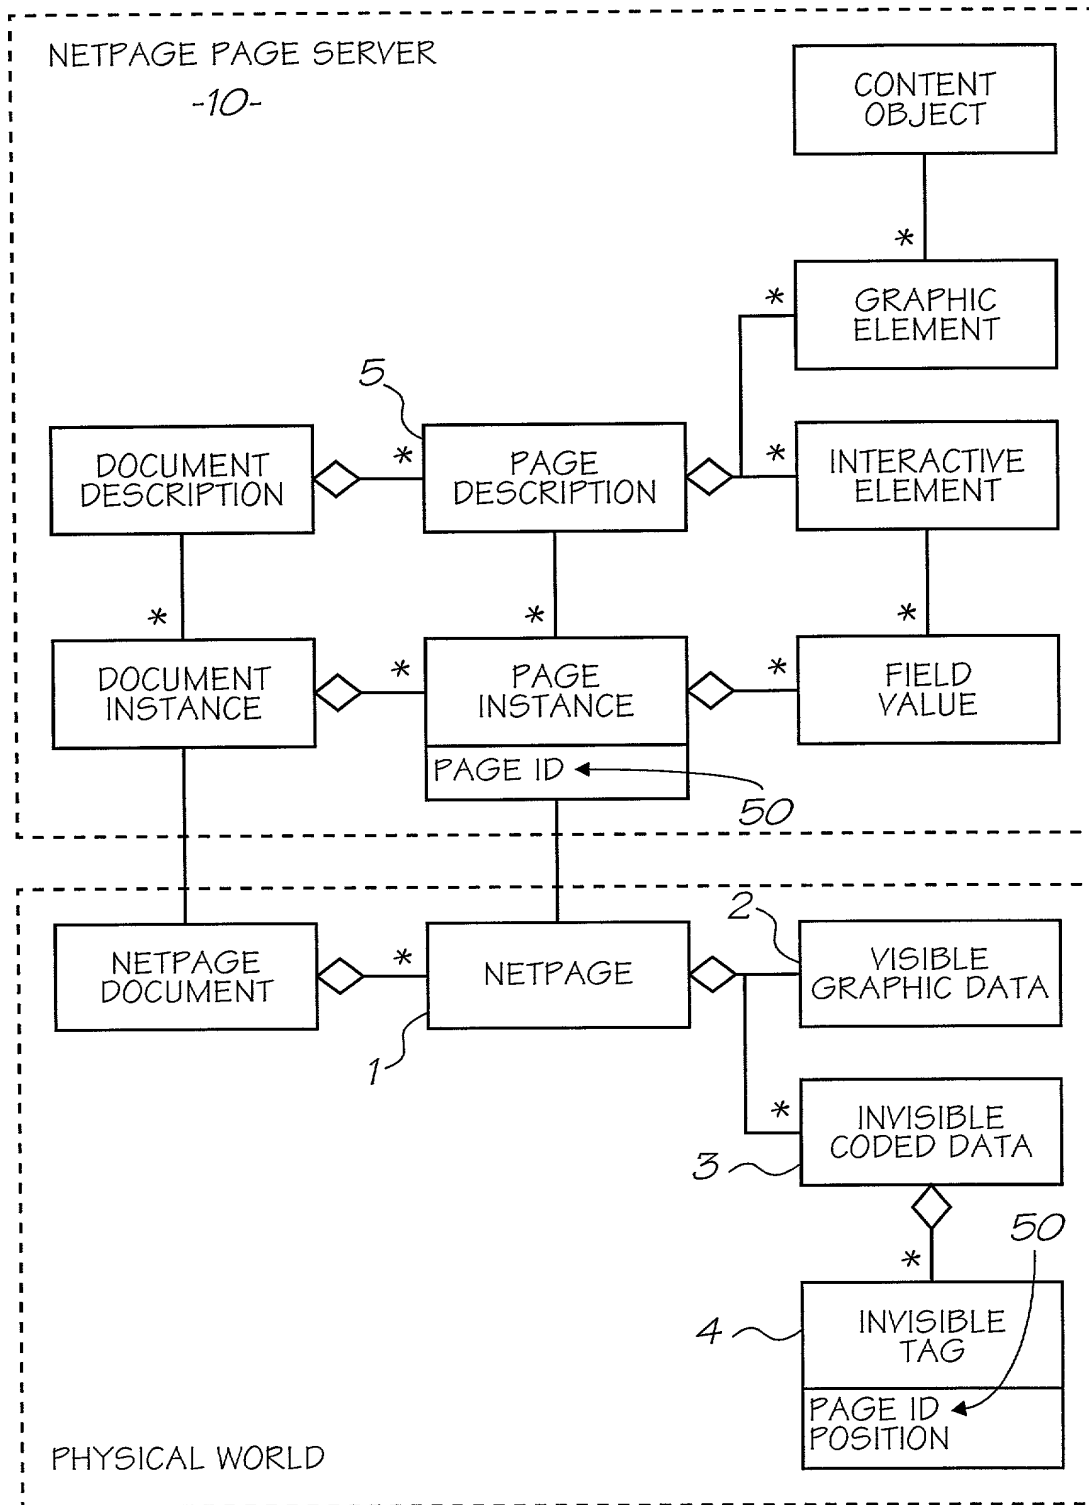 NETPAGE PAGE SERVER
-10-
CONTENT
OBJECT
*
GRAPHIC
ELEMENT
*
5
DOCUMENT
DESCRIPTION
*
PAGE
DESCRIPTION
*
INTERACTIVE
ELEMENT
*
*
*
DOCUMENT
INSTANCE
*
PAGE
INSTANCE
*
FIELD
VALUE
PAGE ID
50
2
NETPAGE
DOCUMENT
*
NETPAGE
VISIBLE
GRAPHIC DATA
1
*
INVISIBLE
CODED DATA
3
50
*
4
INVISIBLE
TAG
PAGE ID
POSITION
PHYSICAL WORLD